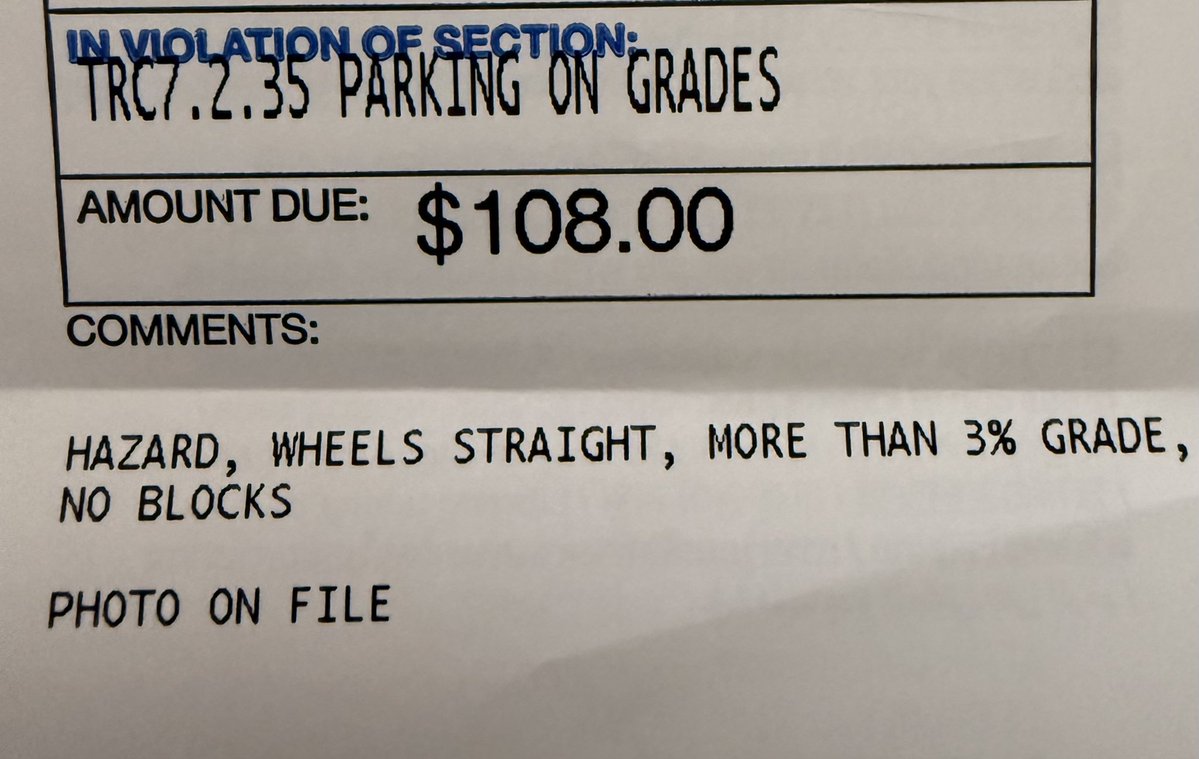 IN VIOLATION OF SECTION:
TRC7.2.35 PARKING ON GRADES
AMOUNT DUE: $108.00
COMMENTS:
HAZARD, WHEELS STRAIGHT, MORE THAN 3% GRADE,
NO BLOCKS
PHOTO ON FILE